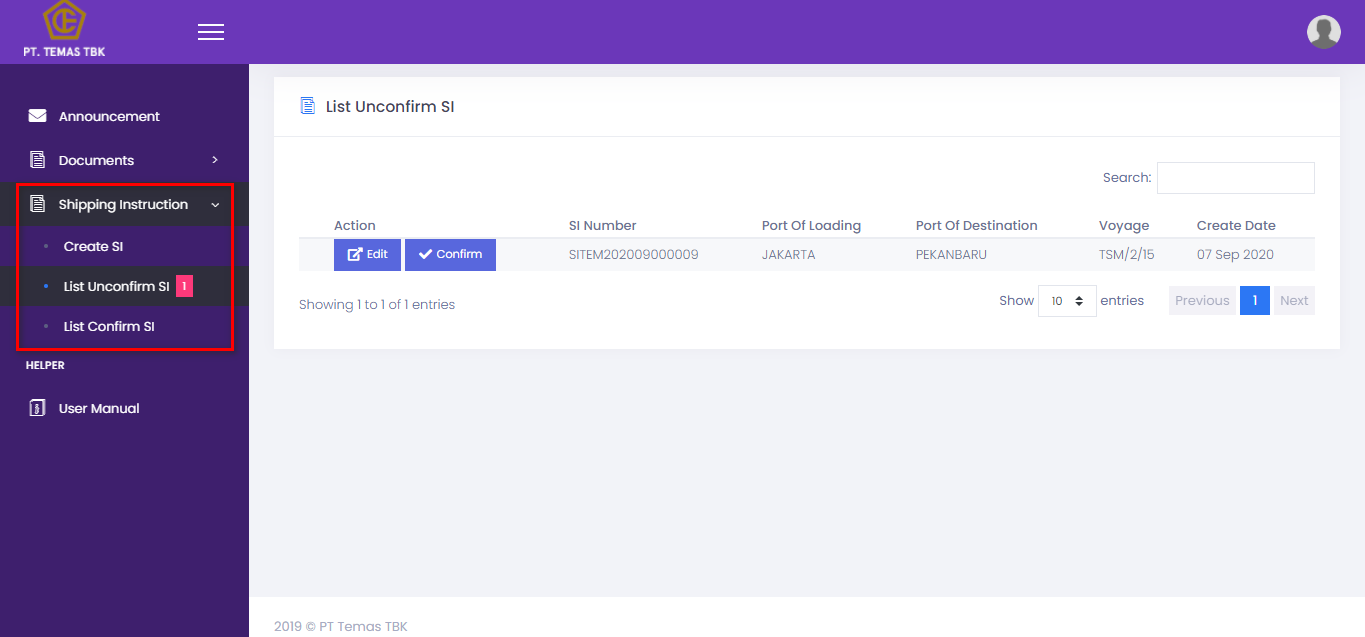 PT. TEMAS TBK
Announcement
Documents
Shipping Instruction
Create SI
List Unconfirm SI 1
List Confirm SI
HELPER
User Manual
List Unconfirm SI
Search:
Action SI Number Port Of Loading Port Of Destination Voyage Create Date
Edit Confirm SITEM202009000009 JAKARTA PEKANBARU TSM/2/15 07 Sep 2020
Showing 1 to 1 of 1 entries Show 10 entries Previous 1 Next
2019 © PT Temas TBK